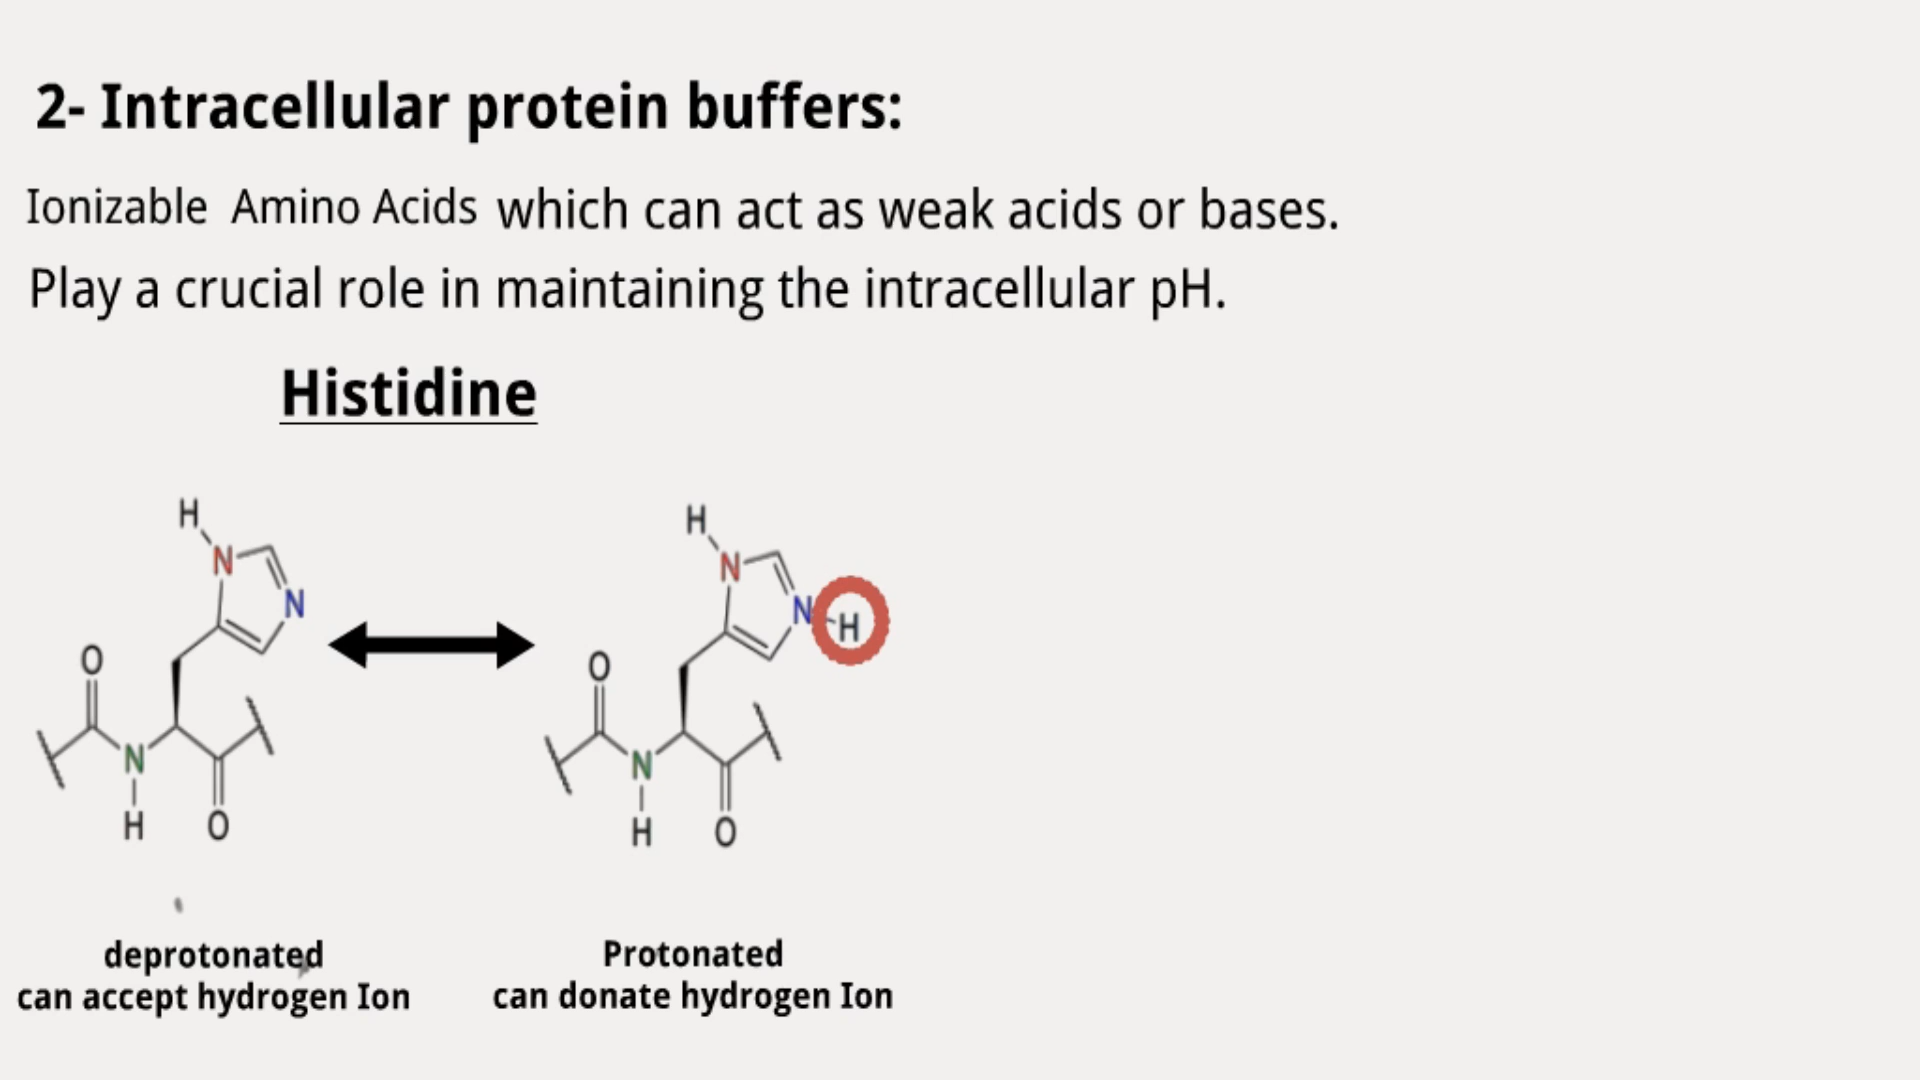 2- Intracellular protein buffers:
Ionizable Amino Acids which can act as weak acids or bases.
Play a crucial role in maintaining the intracellular pH.
Histidine
H
N
N
O
N
H
O
H
N
N
H
O
N
H
O
deprotonated
can accept hydrogen Ion
Protonated
can donate hydrogen Ion